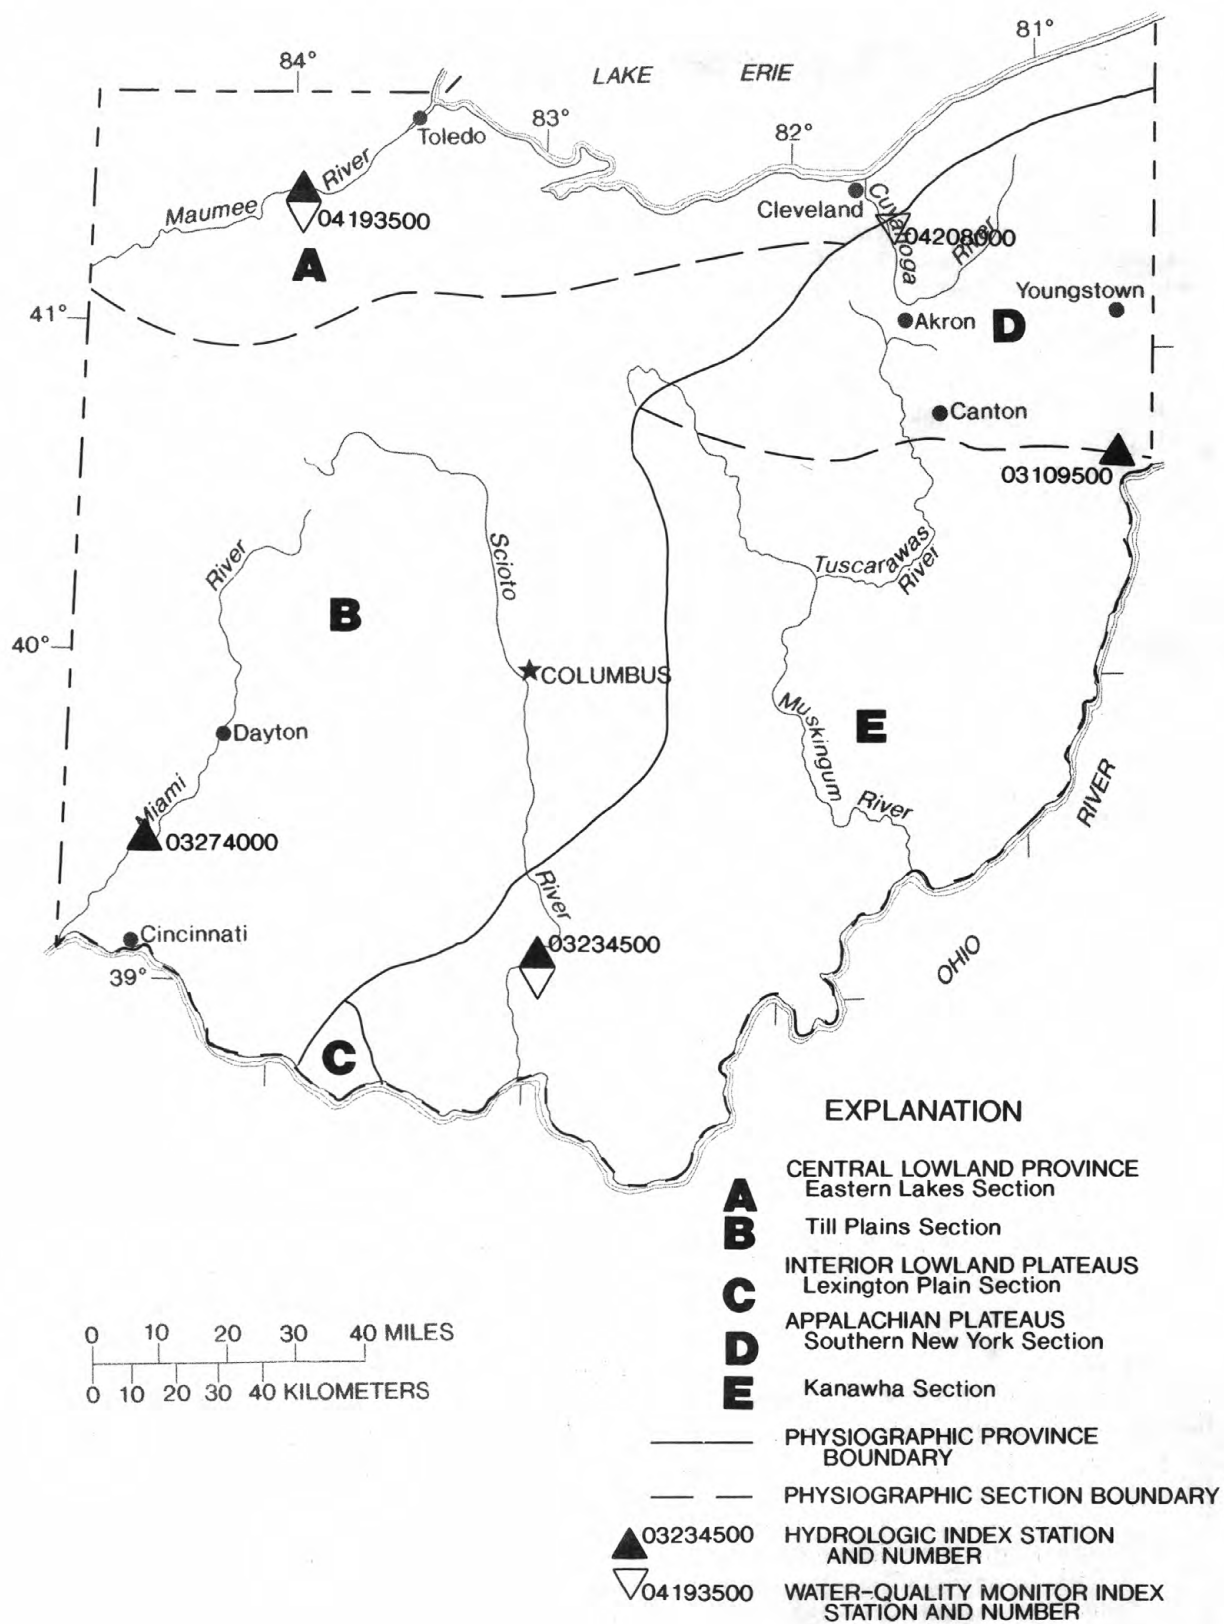 81°
84°
LAKE ERIE
83°
Toledo
82°
Maumee River
04193500
Cleveland
Cuyahoga River
04208000
A
41°
Youngstown
Akron
D
Canton
03109500
Scioto
River
Tuscarawas
River
B
40°
COLUMBUS
Muskingum
E
Dayton
Miami
River
RIVER
03274000
River
Cincinnati
03234500
39°
OHIO
C
EXPLANATION
CENTRAL LOWLAND PROVINCE
A Eastern Lakes Section
B Till Plains Section
INTERIOR LOWLAND PLATEAUS
C Lexington Plain Section
APPALACHIAN PLATEAUS
D Southern New York Section
E Kanawha Section
0 10 20 30 40 MILES
0 10 20 30 40 KILOMETERS
PHYSIOGRAPHIC PROVINCE
BOUNDARY
PHYSIOGRAPHIC SECTION BOUNDARY
03234500 HYDROLOGIC INDEX STATION
AND NUMBER
04193500 WATER-QUALITY MONITOR INDEX
STATION AND NUMBER